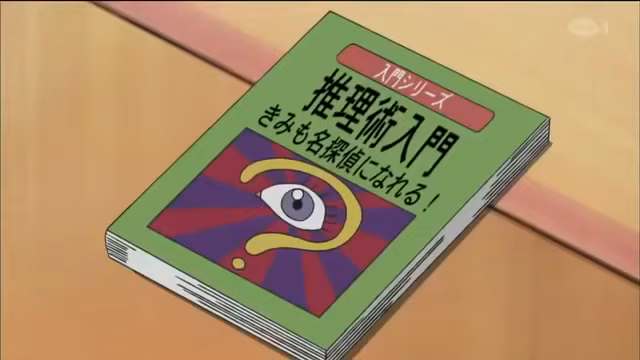 入門シリーズ
推理術入門
きみも名探偵になれる！